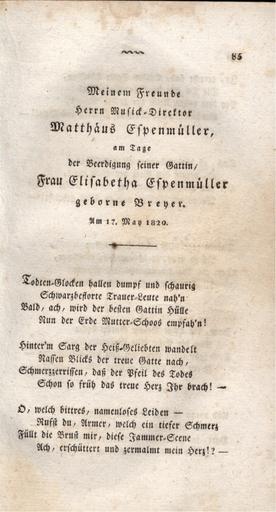 85
Meinem Freunde
Herrn Musick-Direktor
Matthäus Espenmüller,
am Tage
der Beerdigung seiner Gattin,
Frau Elisabetha Espenmüller
geborne Breyer.
Am 17. May 1820.
Todten-Glocken hallen dumpf und schaurig
Schwarzbeflorte Trauer-Leute nah'n
Bald, ach, wird der besten Gattin Hülle
Nun der Erde Mutter-Schoos empfah'n!
Hinter'm Sarg der Heiß-Geliebten wandelt
Nassen Blicks der treue Gatte nach,
Schmerzzerrissen, daß der Pfeil des Todes
Schon so früh das treue Herz Ihr brach! —
O, welch bittres, namenloses Leiden —
Rufst du, Armer, welch ein tiefer Schmerz
Füllt die Brust mir, diese Jammer-Scene
Ach, erschüttert und zermalmt mein Herz!? —